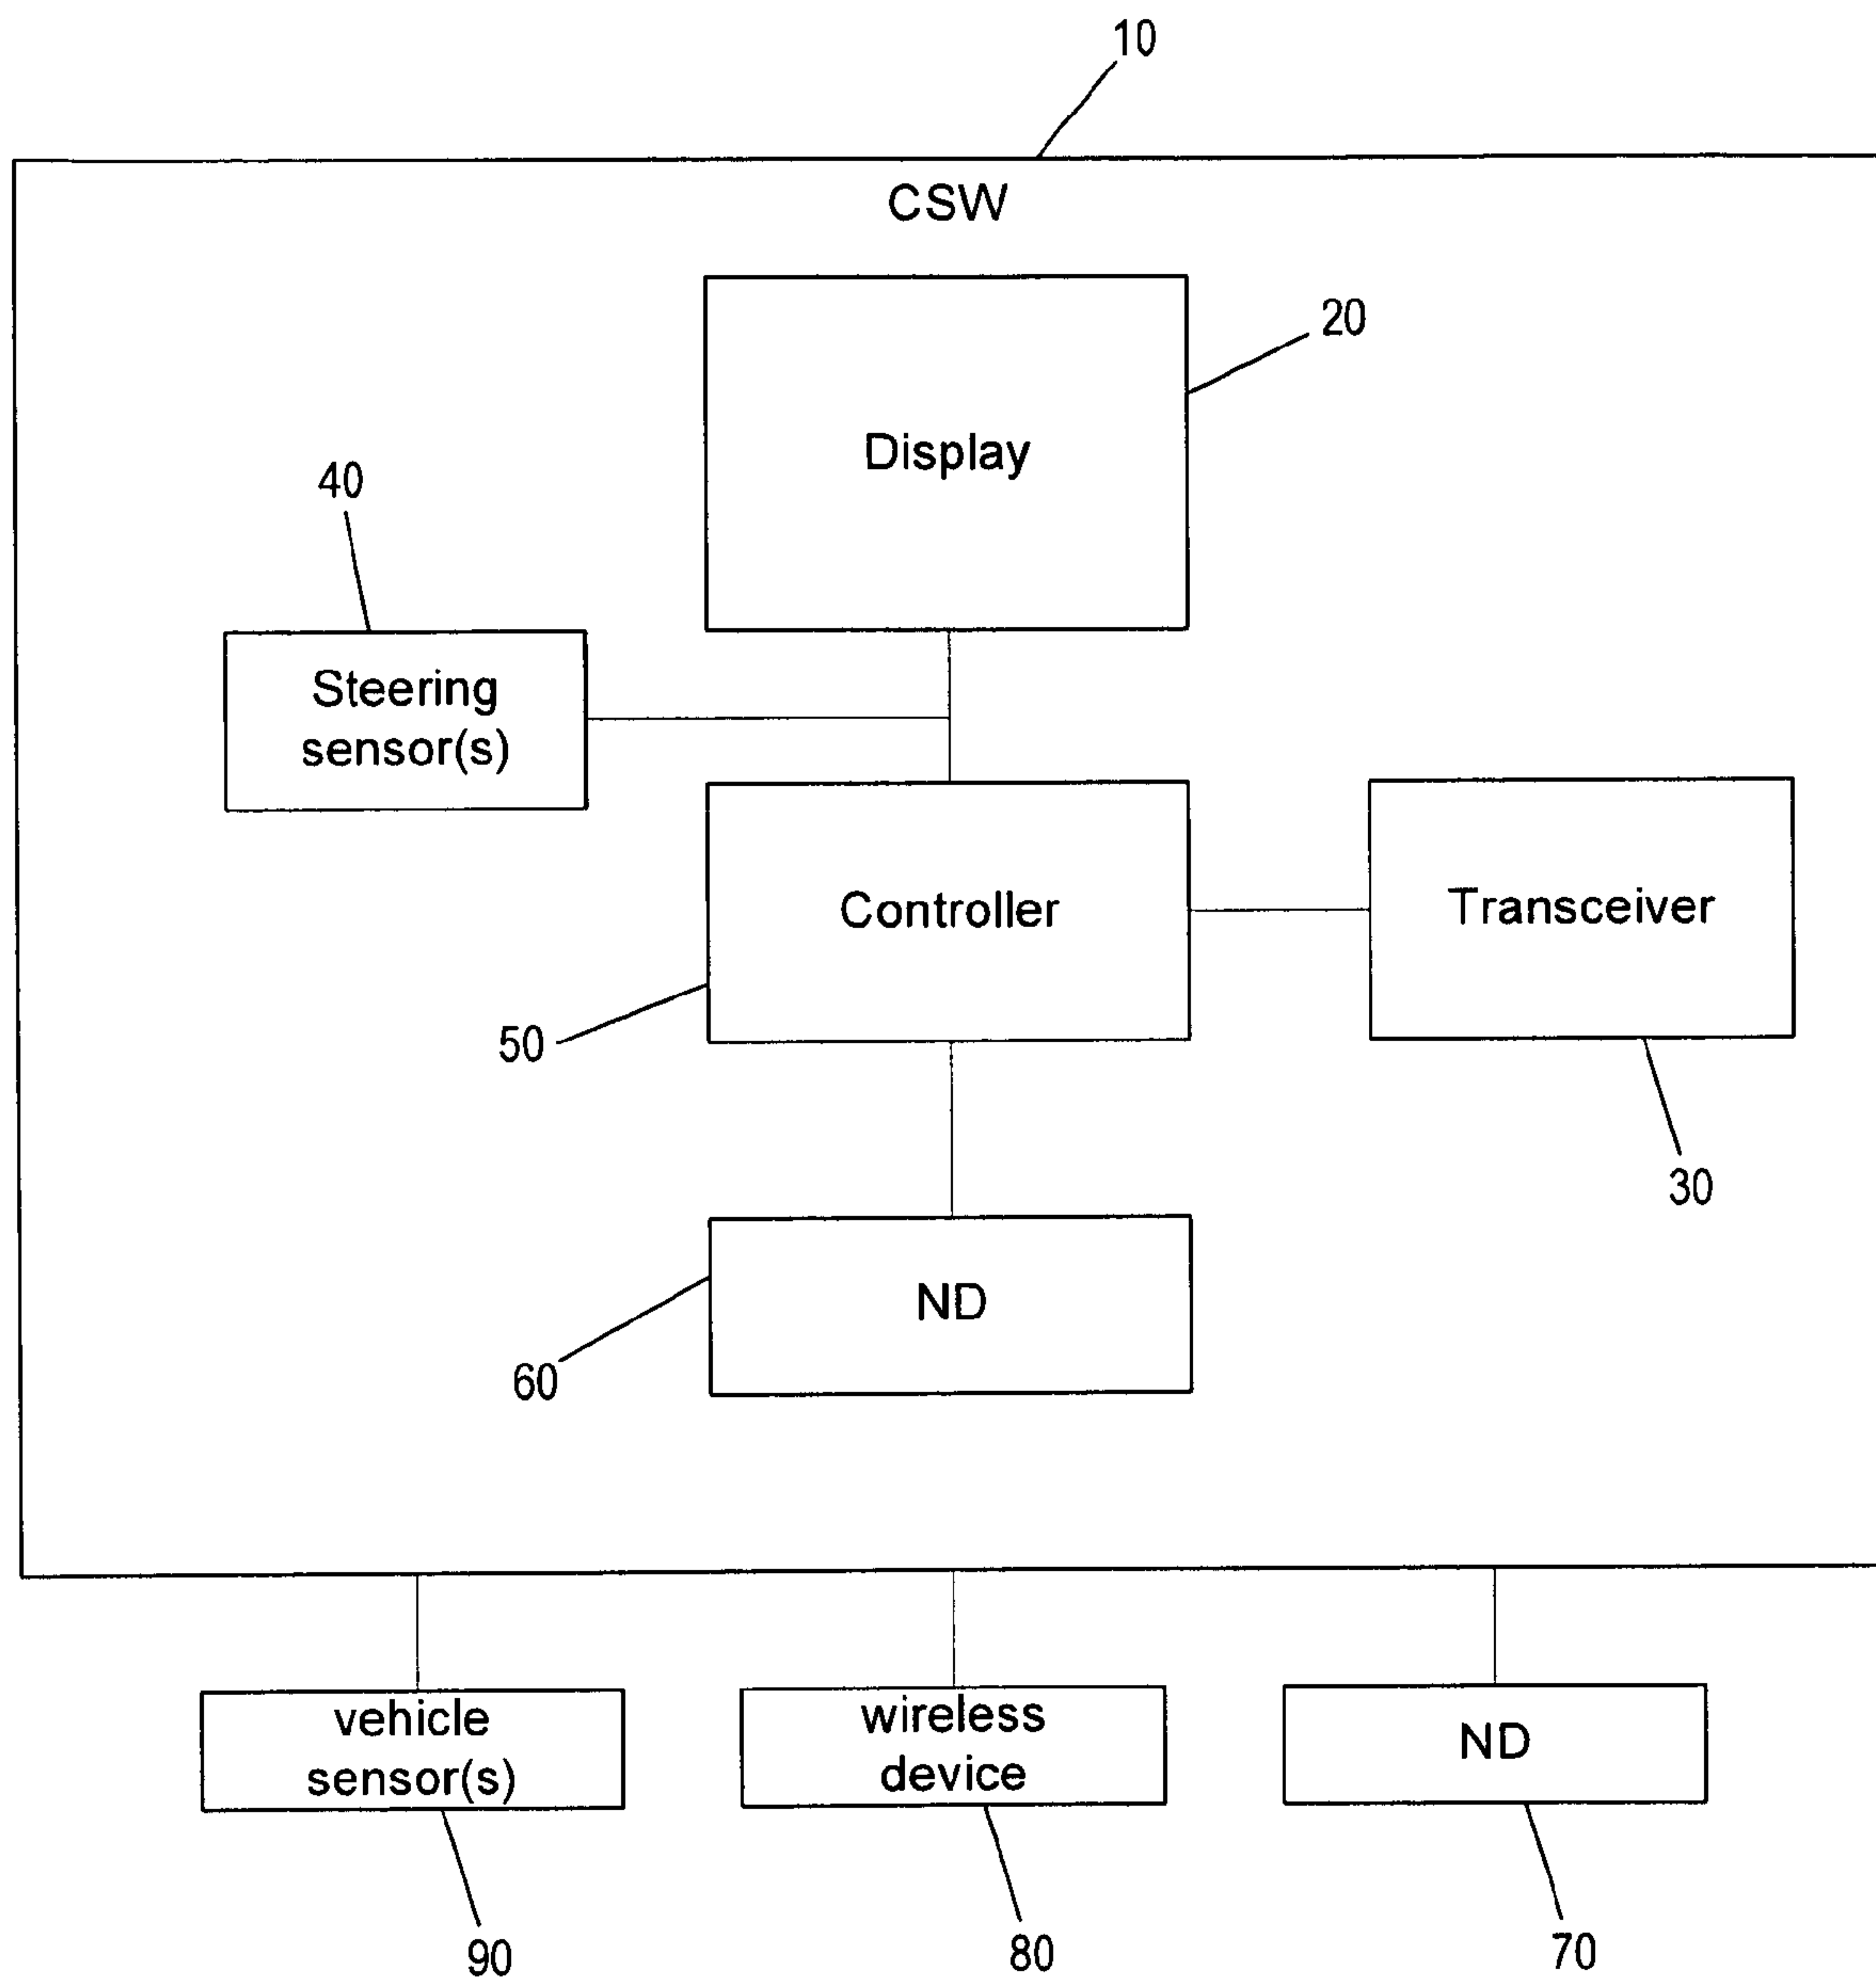 10
CSW
20
Display
40
Steering
sensor(s)
Controller
Transceiver
50
30
ND
60
vehicle
sensor(s)
wireless
device
ND
90
80
70